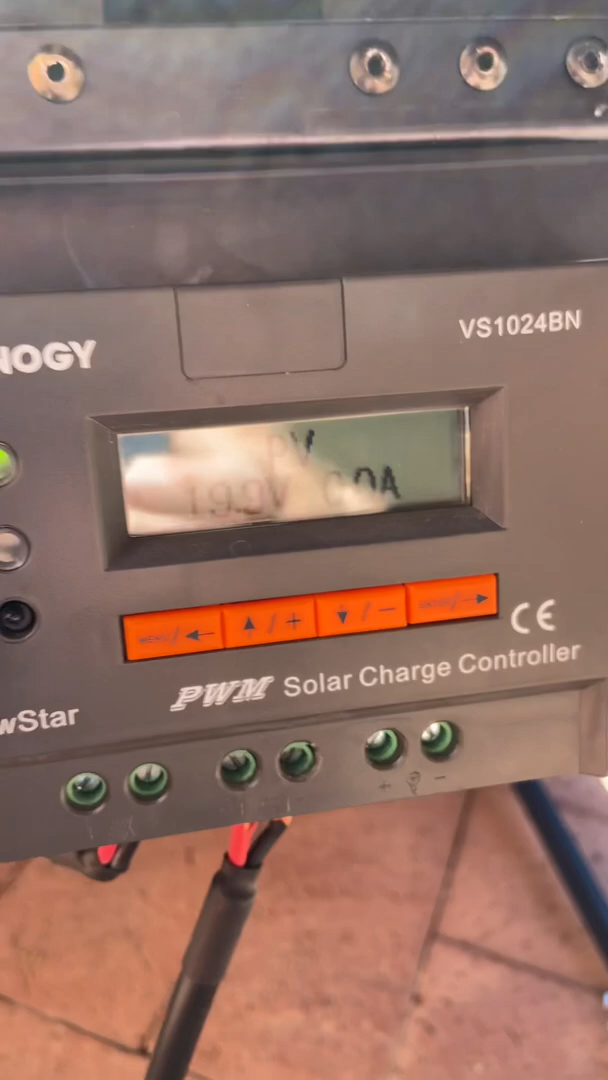 NOGY
VS1024BN
PV
19.9V 0.0A
MENU/← ↑/+ ↓/− ENTER/→
CE
PWM Solar Charge Controller
wStar
+ −